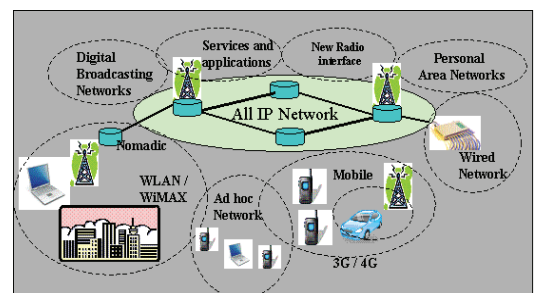 Digital
Broadcasting
Networks
Services and
applications
New Radio
interface
Personal
Area Networks
All IP Network
Nomadic
WLAN /
WiMAX
Ad hoc
Network
Mobile
3G / 4G
Wired
Network